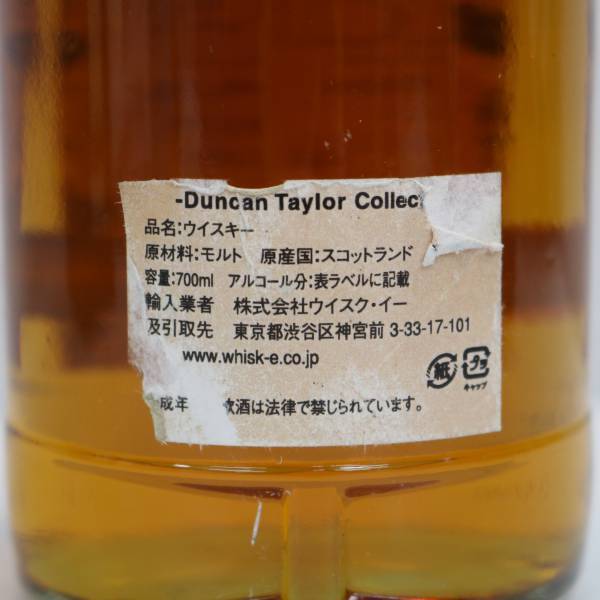 -Duncan Taylor Collec
品名:ウイスキー
原材料:モルト 原産国:スコットランド
容量:700ml アルコール分:表ラベルに記載
輸入業者 株式会社ウイスク・イー
及引取先 東京都渋谷区神宮前 3-33-17-101
www.whisk-e.co.jp
紙 プラ
キャップ
成年 飲酒は法律で禁じられています。